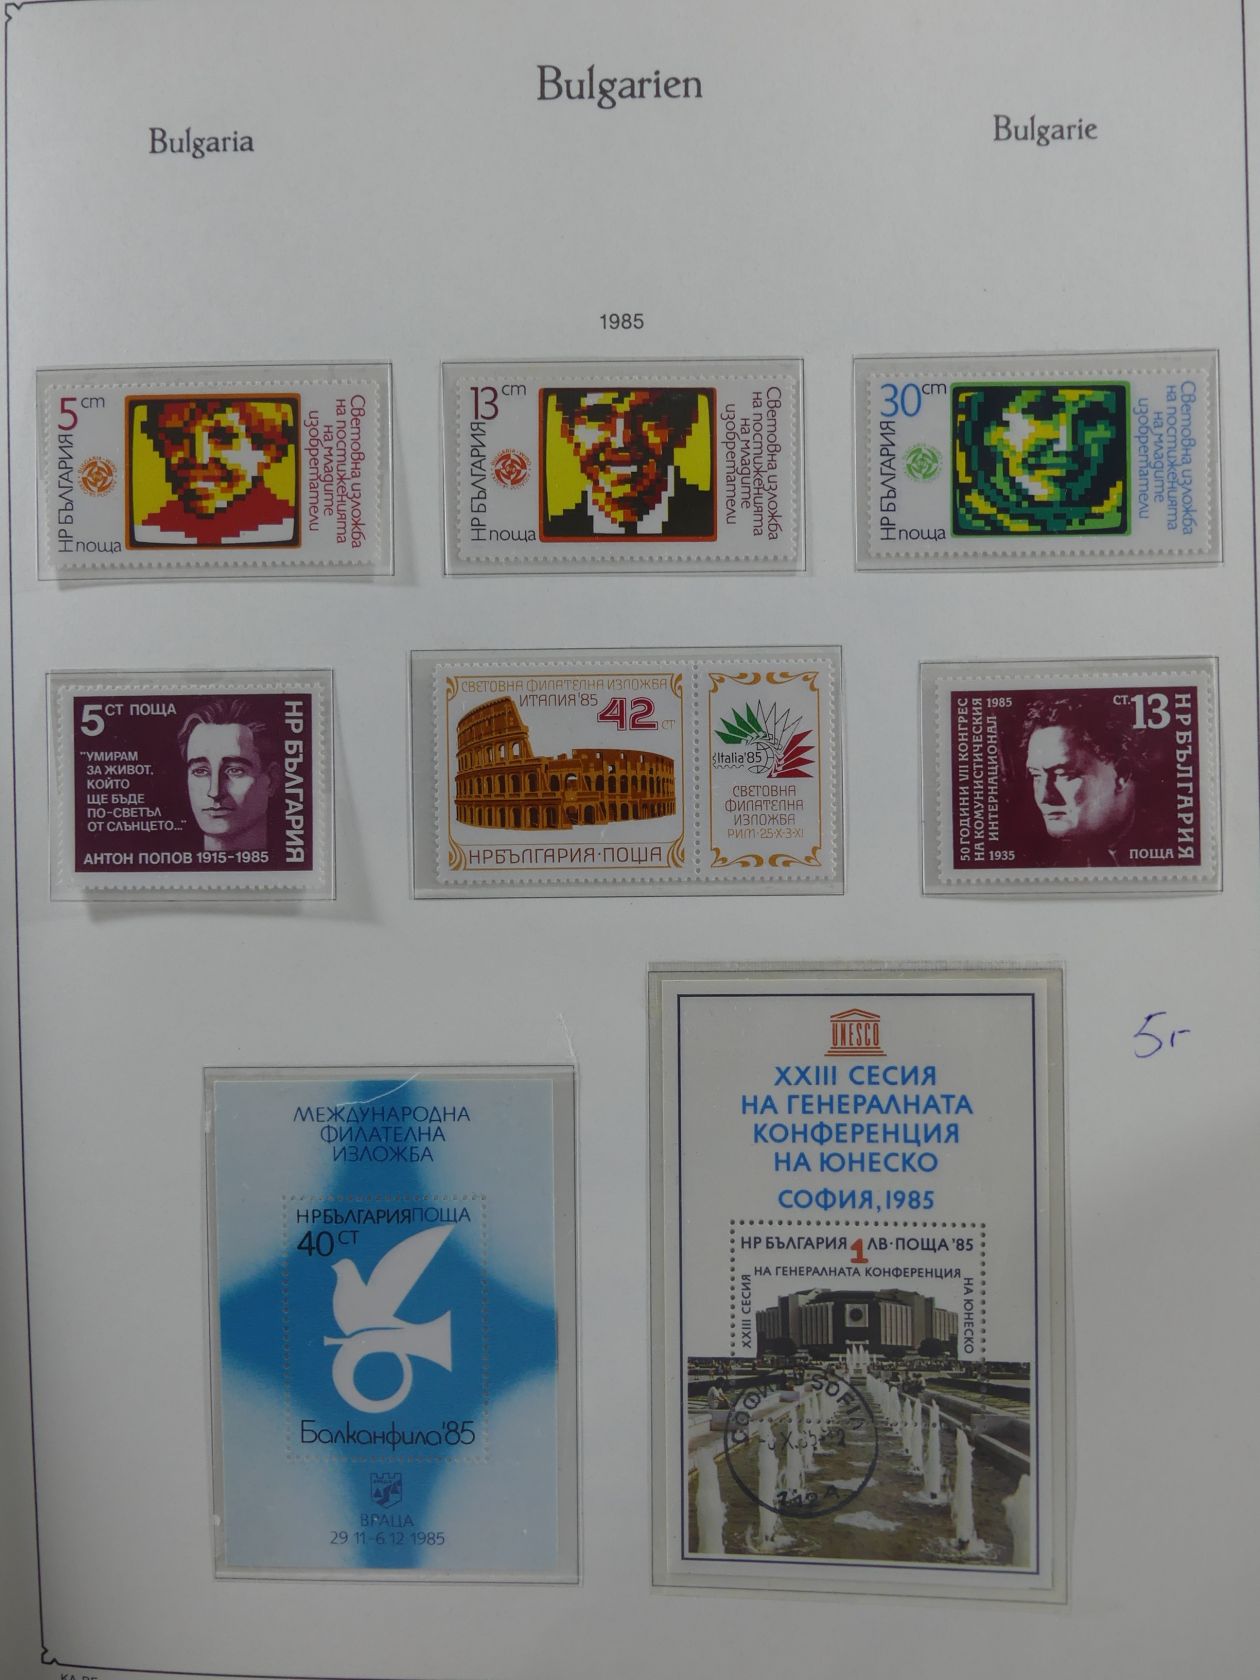 Bulgarien
Bulgaria
Bulgarie
1985
5 ст
НР БЪЛГАРИЯ
поща
Световна изложба
на постиженията
на младите
изобретатели
13 ст
НР БЪЛГАРИЯ
поща
Световна изложба
на постиженията
на младите
изобретатели
30 ст
НР БЪЛГАРИЯ
поща
Световна изложба
на постиженията
на младите
изобретатели
5 СТ ПОЩА
"УМИРАМ
ЗА ЖИВОТ,
КОЙТО
ЩЕ БЪДЕ
ПО-СВЕТЪЛ
ОТ СЛЪНЦЕТО..."
АНТОН ПОПОВ 1915-1985
НР БЪЛГАРИЯ
СВЕТОВНА ФИЛАТЕЛНА ИЗЛОЖБА
ИТАЛИЯ '85
42 СТ
НРБЪЛГАРИЯ·ПОЩА
Italia'85
СВЕТОВНА
ФИЛАТЕЛНА
ИЗЛОЖБА
РИМ·25·X-3·XI
50 ГОДИНИ VII КОНГРЕС
НА КОМУНИСТИЧЕСКИЯ
ИНТЕРНАЦИОНАЛ
1985
1935
СТ. 13
НР БЪЛГАРИЯ
ПОЩА
5г
МЕЖДУНАРОДНА
ФИЛАТЕЛНА
ИЗЛОЖБА
НРБЪЛГАРИЯПОЩА
40 СТ
Балканфила'85
ВРАЦА
29.11-6.12.1985
UNESCO
XXIII СЕСИЯ
НА ГЕНЕРАЛНАТА
КОНФЕРЕНЦИЯ
НА ЮНЕСКО
СОФИЯ, 1985
НР БЪЛГАРИЯ 1 ЛВ·ПОЩА '85
XXIII СЕСИЯ
НА ГЕНЕРАЛНАТА КОНФЕРЕНЦИЯ
НА ЮНЕСКО
СОФИЯ SOFIA